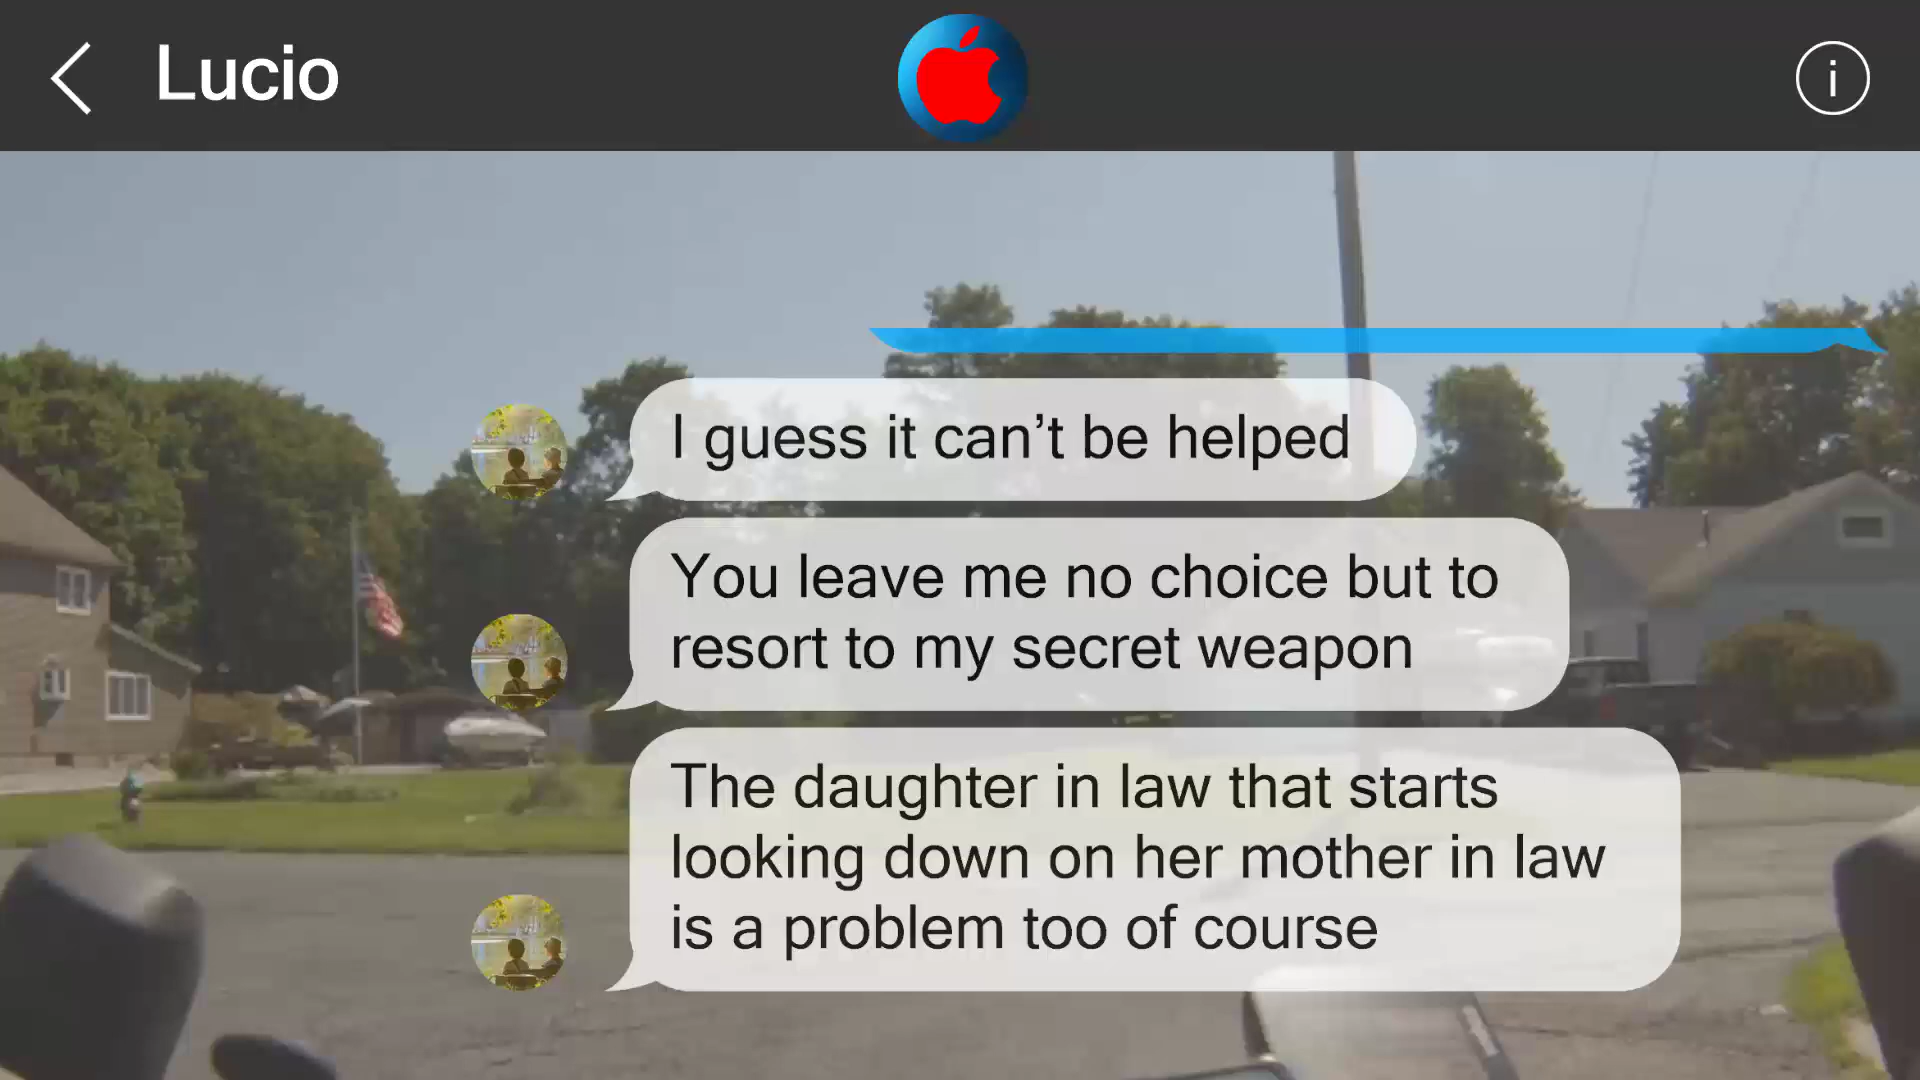 Lucio
i
I guess it can’t be helped
You leave me no choice but to
resort to my secret weapon
The daughter in law that starts
looking down on her mother in law
is a problem too of course